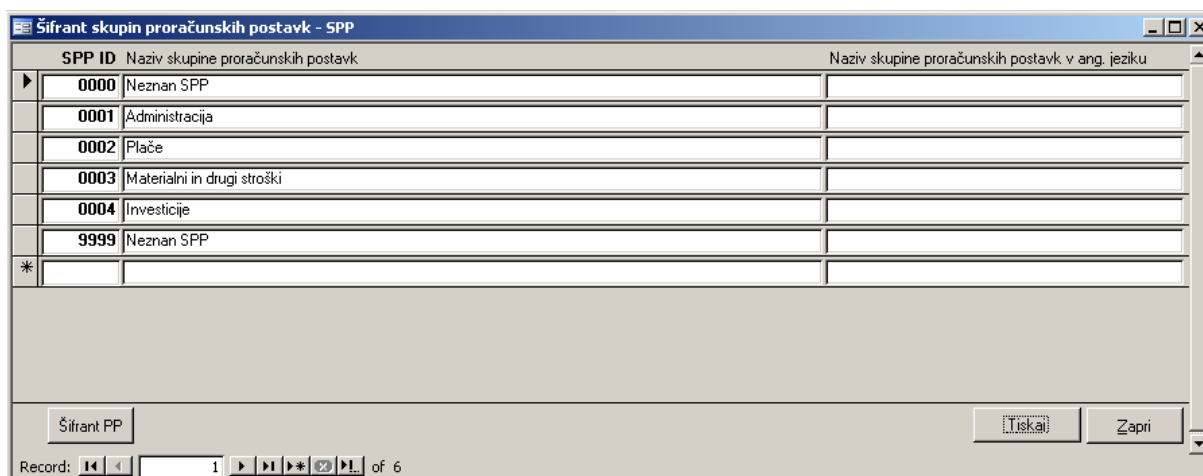 Šifrant skupin proračunskih postavk - SPP
SPP ID Naziv skupine proračunskih postavk Naziv skupine proračunskih postavk v ang. jeziku
0000 Neznan SPP
0001 Administracija
0002 Plače
0003 Materialni in drugi stroški
0004 Investicije
9999 Neznan SPP
Šifrant PP Tiskaj Zapri
Record: 1 of 6